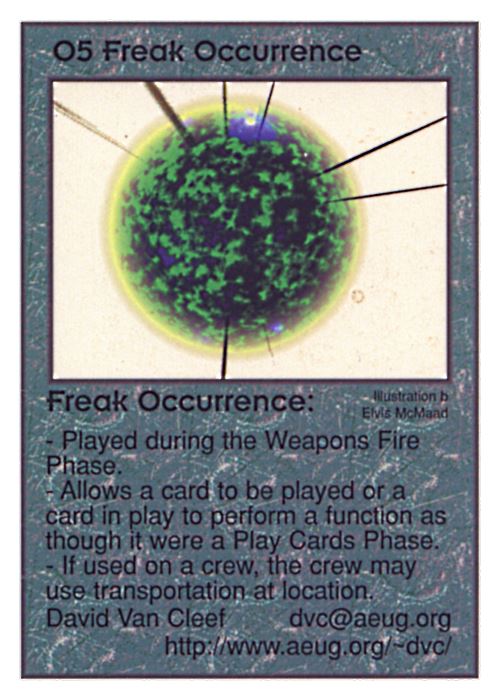 O5 Freak Occurrence
Freak Occurrence:
Illustration b
Elvis McMaad
- Played during the Weapons Fire
Phase.
- Allows a card to be played or a
card in play to perform a function as
though it were a Play Cards Phase.
- If used on a crew, the crew may
use transportation at location.
David Van Cleef dvc@aeug.org
http://www.aeug.org/~dvc/